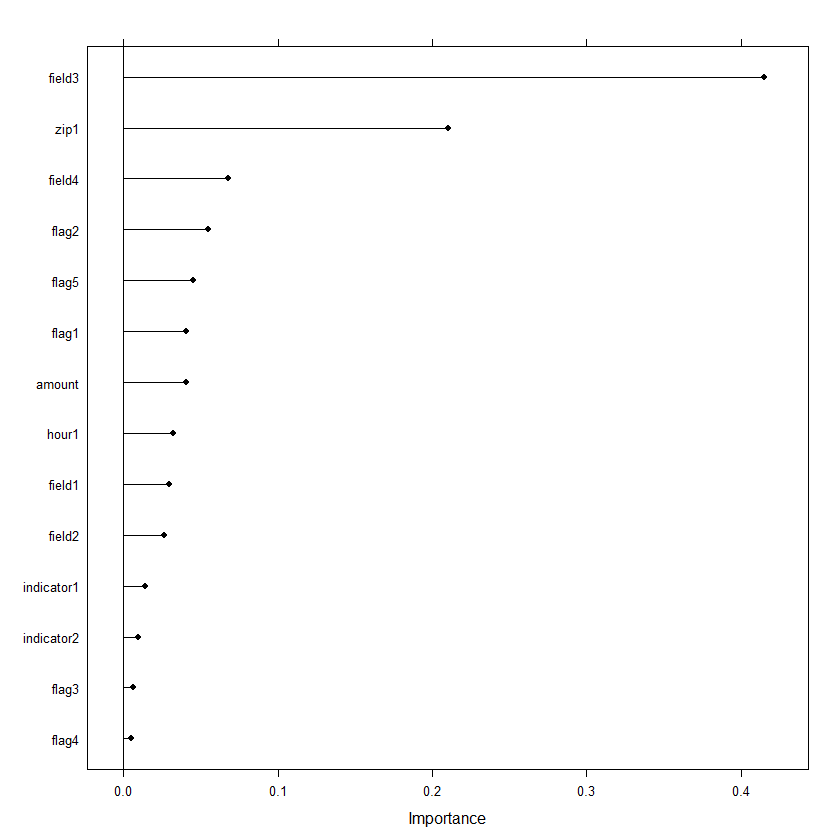 field3
zip1
field4
flag2
flag5
flag1
amount
hour1
field1
field2
indicator1
indicator2
flag3
flag4
0.0 0.1 0.2 0.3 0.4
Importance